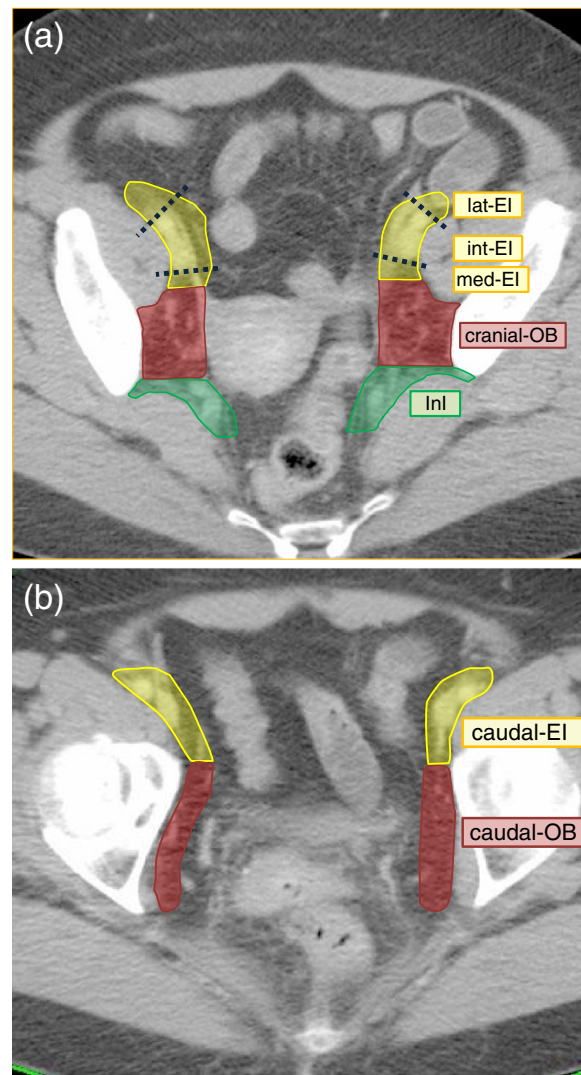 (a)
lat-EI
int-EI
med-EI
cranial-OB
InI
(b)
caudal-EI
caudal-OB